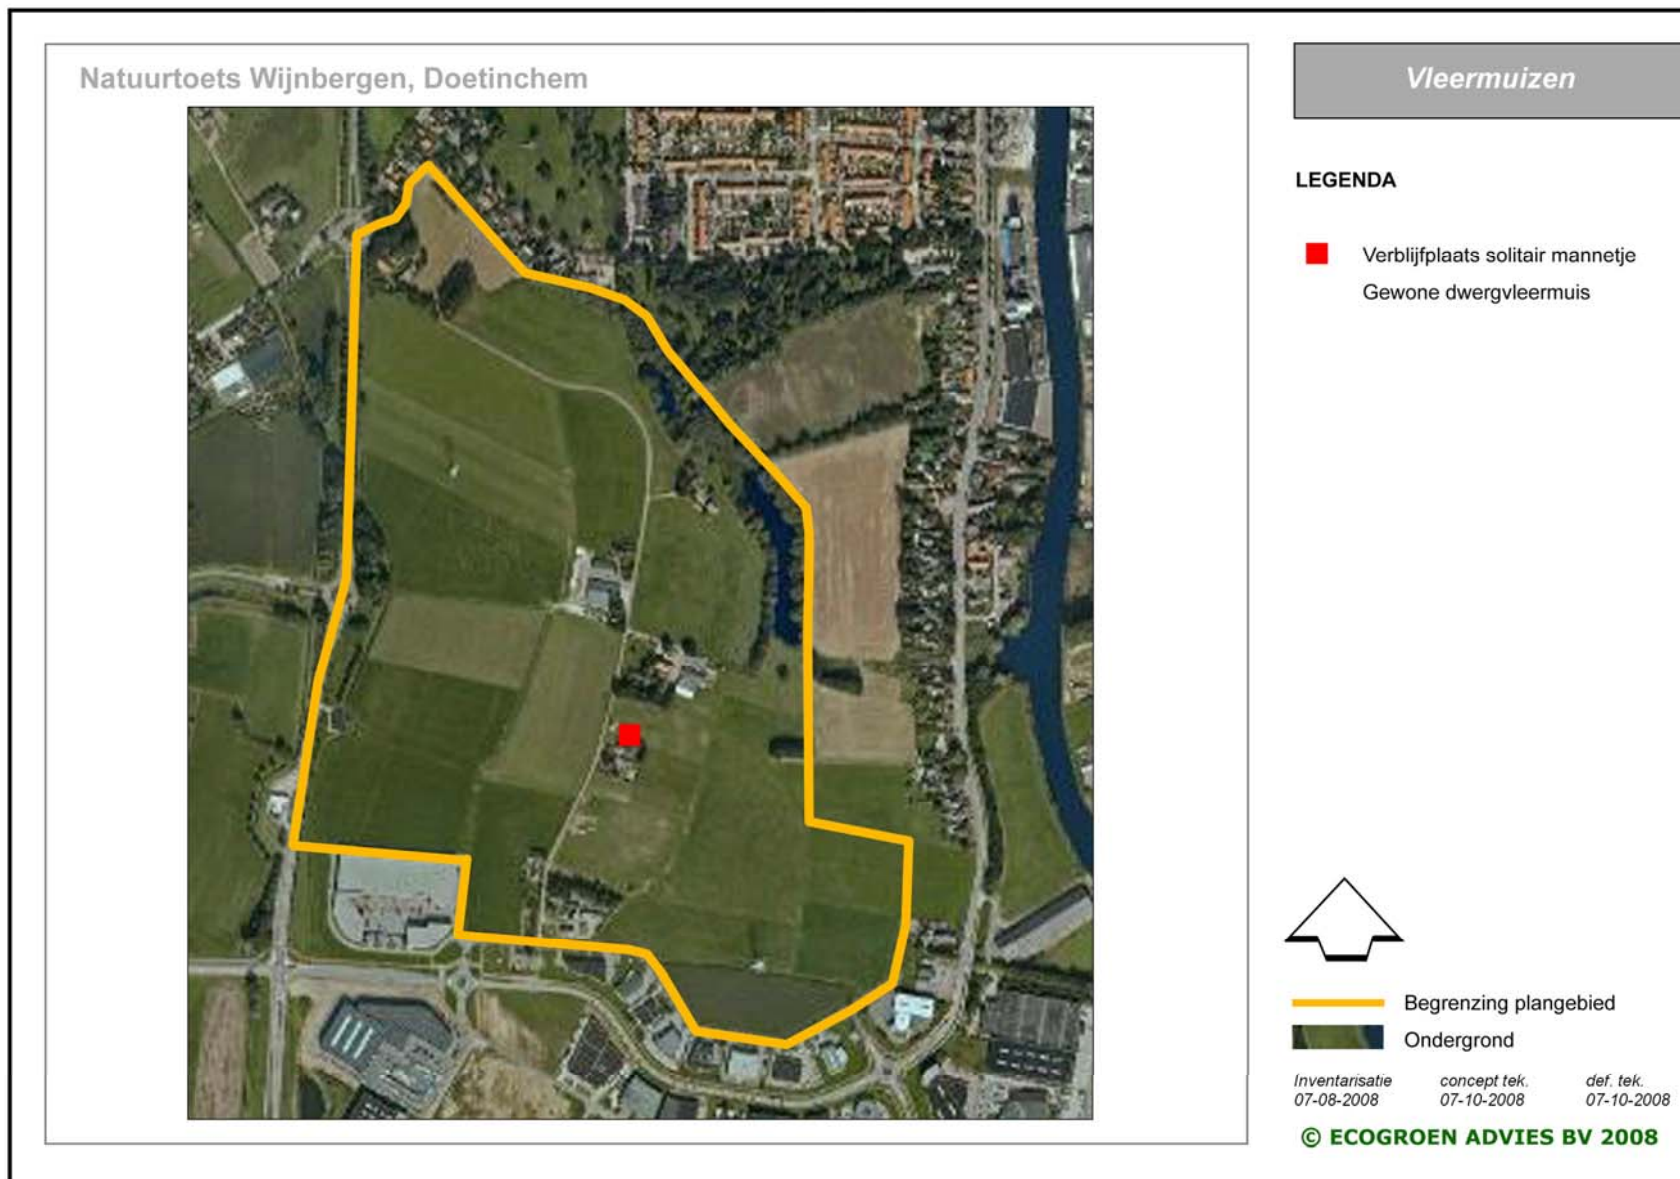 Natuurtoets Wijnbergen, Doetinchem
Vleermuizen
LEGENDA
Verblijfplaats solitair mannetje
Gewone dwergvleermuis
Begrenzing plangebied
Ondergrond
Inventarisatie concept tek. def. tek.
07-08-2008 07-10-2008 07-10-2008
© ECOGROEN ADVIES BV 2008